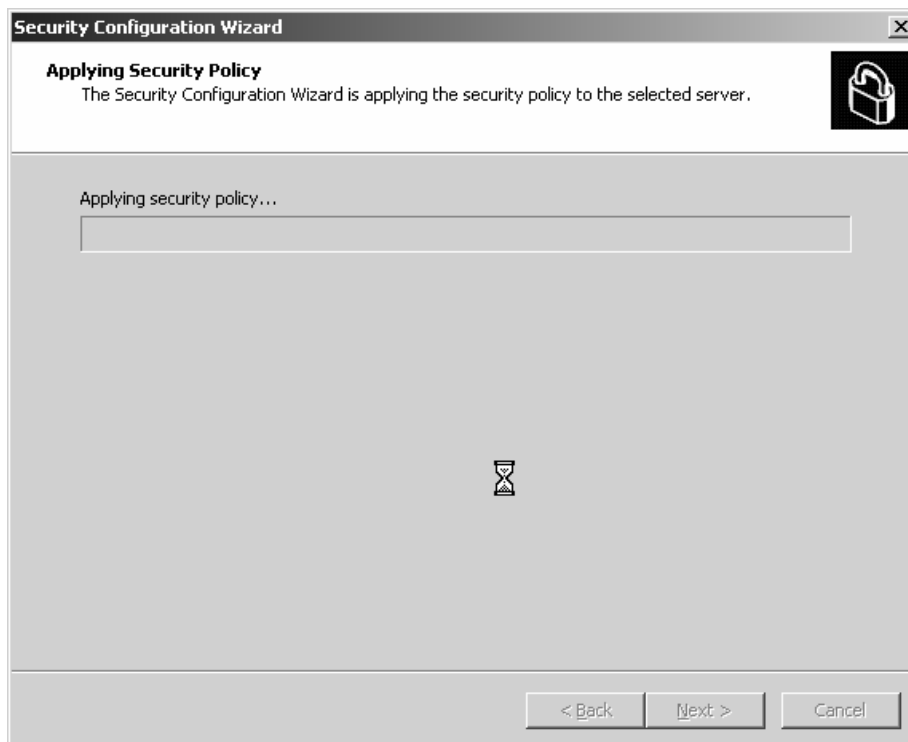 Security Configuration Wizard
Applying Security Policy
The Security Configuration Wizard is applying the security policy to the selected server.
Applying security policy...
< Back
Next >
Cancel